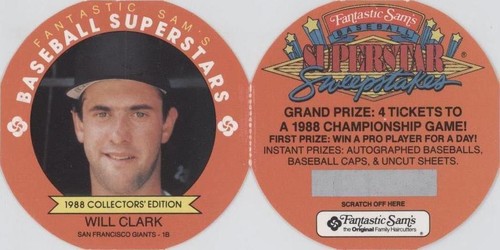 FANTASTIC SAM'S
BASEBALL SUPERSTARS
1988 COLLECTORS' EDITION
WILL CLARK
SAN FRANCISCO GIANTS - 1B
Fantastic Sam's
BASEBALL
SUPERSTAR
Sweepstakes
GRAND PRIZE: 4 TICKETS TO
A 1988 CHAMPIONSHIP GAME!
FIRST PRIZE: WIN A PRO PLAYER FOR A DAY!
INSTANT PRIZES: AUTOGRAPHED BASEBALLS,
BASEBALL CAPS, & UNCUT SHEETS.
SCRATCH OFF HERE
Fantastic Sam's
the Original Family Haircutters